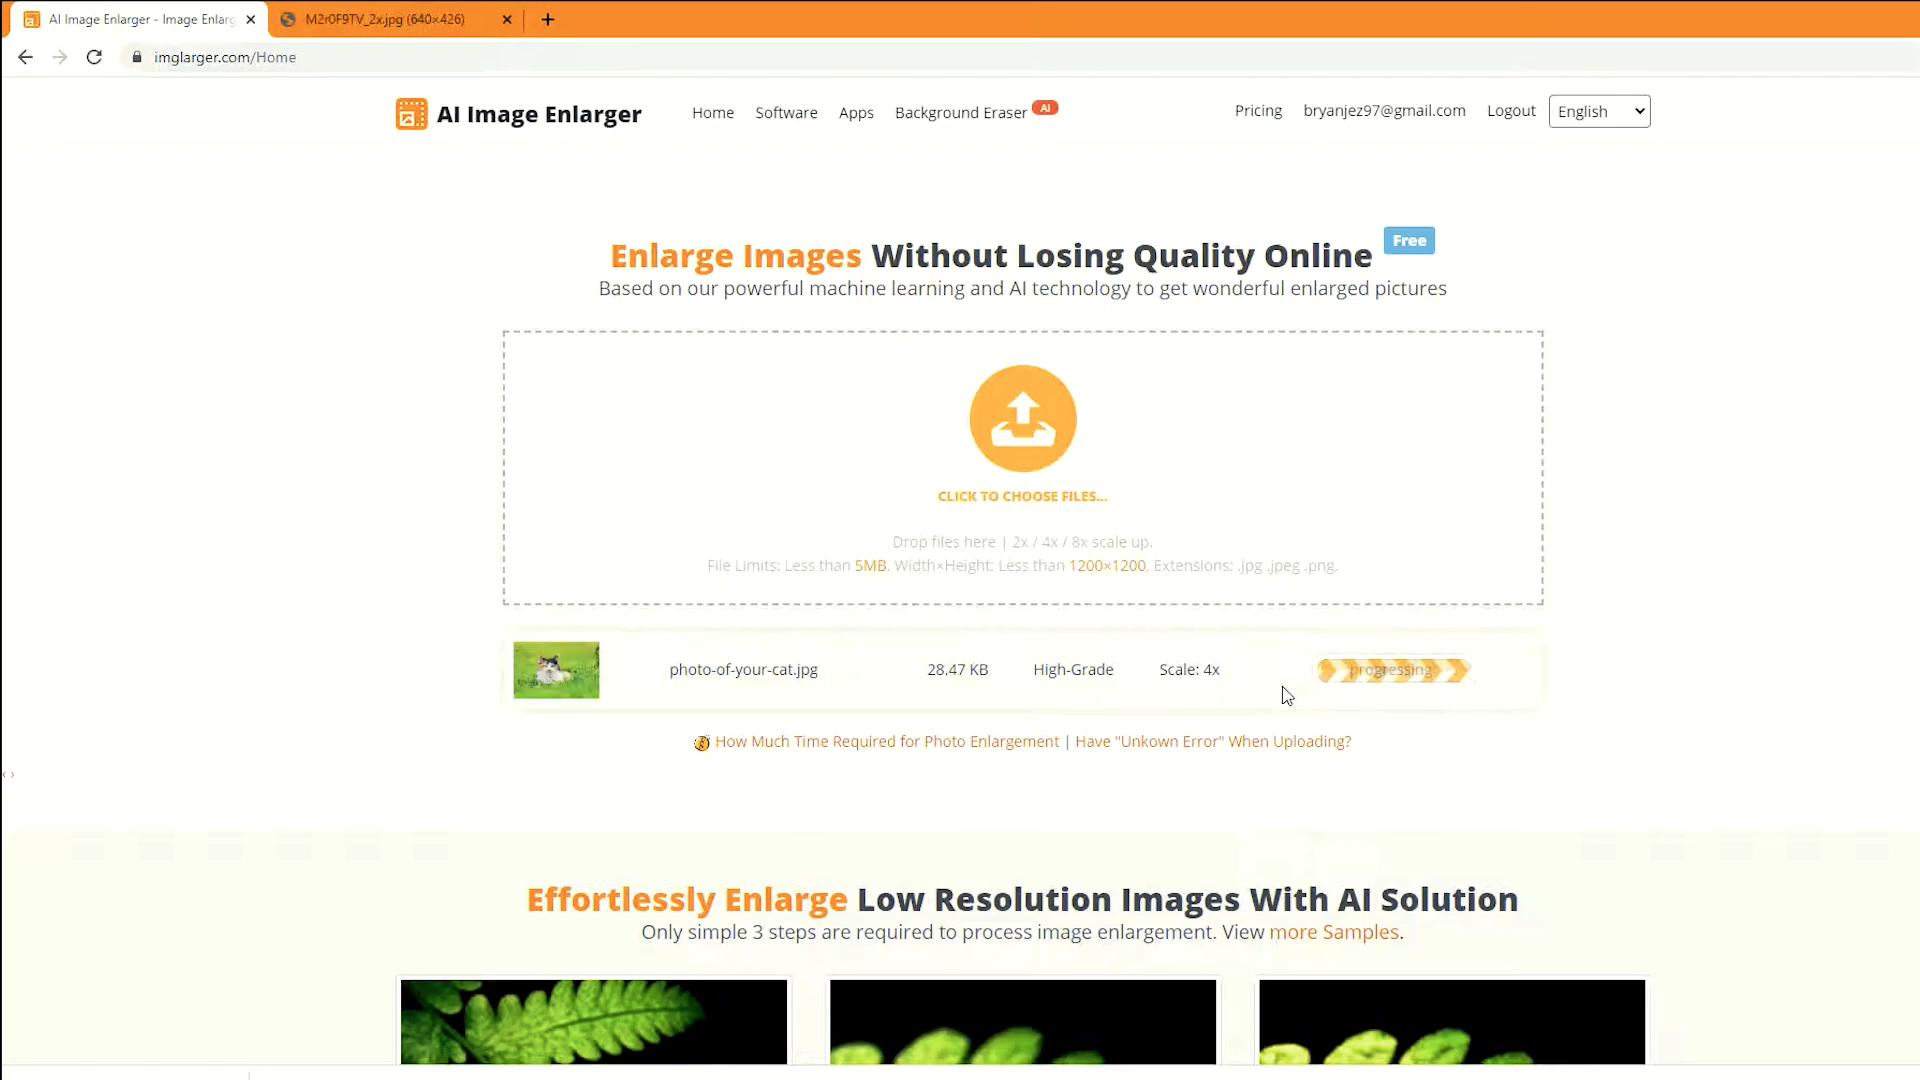 AI Image Enlarger - Image Enlarg
M2r0F9TV_2x.jpg (640×426)
imglarger.com/Home
AI Image Enlarger
Home
Software
Apps
Background Eraser
AI
Pricing
bryanjez97@gmail.com
Logout
English
Enlarge Images Without Losing Quality Online
Free
Based on our powerful machine learning and AI technology to get wonderful enlarged pictures
CLICK TO CHOOSE FILES...
Drop files here | 2x / 4x / 8x scale up.
File Limits: Less than 5MB. Width×Height: Less than 1200×1200, Extensions: .jpg .jpeg .png.
photo-of-your-cat.jpg
28.47 KB
High-Grade
Scale: 4x
progressing
How Much Time Required for Photo Enlargement | Have "Unkown Error" When Uploading?
Effortlessly Enlarge Low Resolution Images With AI Solution
Only simple 3 steps are required to process image enlargement. View more Samples.